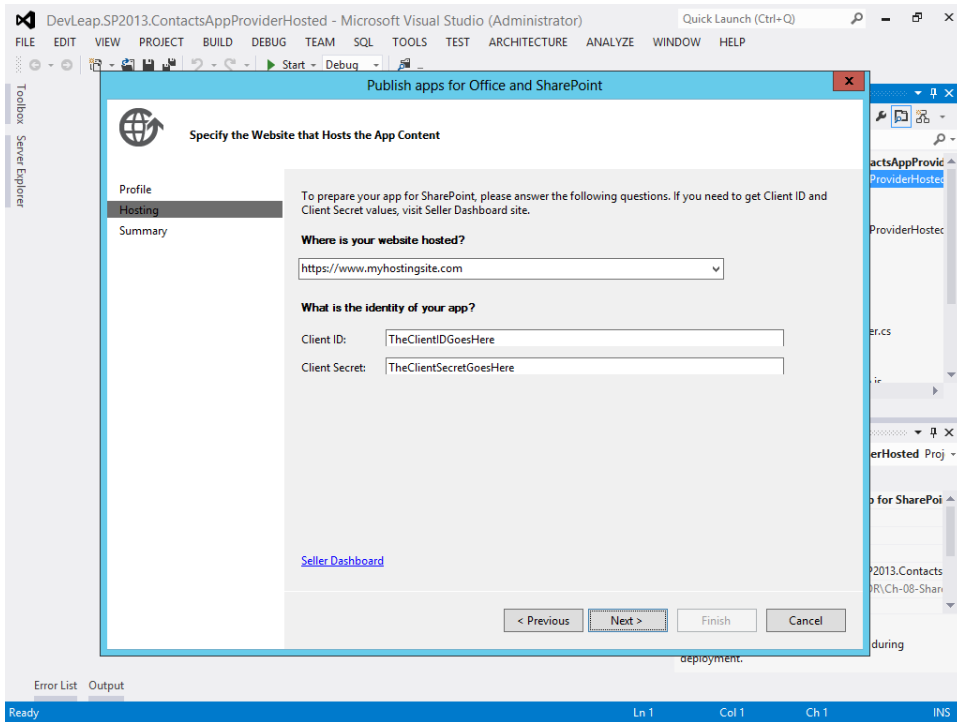 DevLeap.SP2013.ContactsAppProviderHosted - Microsoft Visual Studio (Administrator)
Quick Launch (Ctrl+Q)
FILE EDIT VIEW PROJECT BUILD DEBUG TEAM SQL TOOLS TEST ARCHITECTURE ANALYZE WINDOW HELP
Start Debug
Toolbox
Server Explorer
Publish apps for Office and SharePoint
Specify the Website that Hosts the App Content
Profile
Hosting
Summary
To prepare your app for SharePoint, please answer the following questions. If you need to get Client ID and
Client Secret values, visit Seller Dashboard site.
Where is your website hosted?
https://www.myhostingsite.com
What is the identity of your app?
Client ID: TheClientIDGoesHere
Client Secret: TheClientSecretGoesHere
Seller Dashboard
< Previous Next > Finish Cancel
actsAppProvid
ProviderHosted
ProviderHostec
er.cs
erHosted Proj
for SharePoi
P2013.Contacts
during
deployment.
Error List Output
Ready Ln 1 Col 1 Ch 1 INS